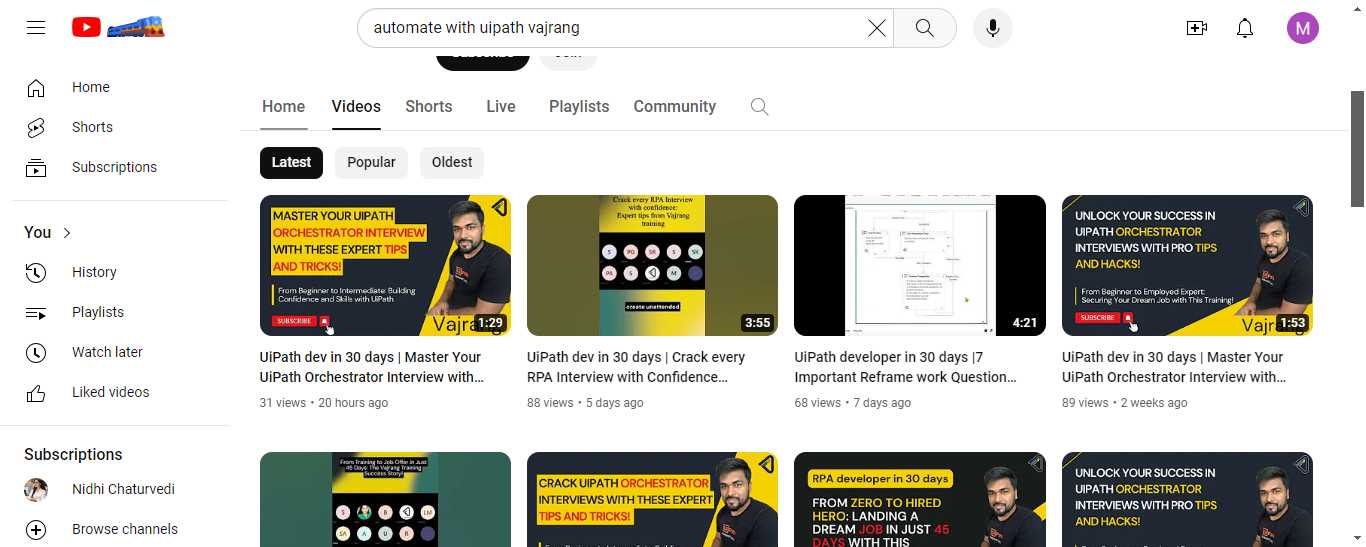 automate with uipath vajrang
M
Home
Shorts
Subscriptions
You
History
Playlists
Watch later
Liked videos
Subscriptions
Nidhi Chaturvedi
Browse channels
Home Videos Shorts Live Playlists Community
Latest Popular Oldest
MASTER YOUR UIPATH
ORCHESTRATOR INTERVIEW
WITH THESE EXPERT TIPS
AND TRICKS!
From Beginner to Intermediate: Building
Confidence and Skills with UiPath
SUBSCRIBE
Vajrang
1:29
UiPath dev in 30 days | Master Your
UiPath Orchestrator Interview with…
31 views • 20 hours ago
Crack every RPA Interview
with confidence:
Expert tips from Vajrang
training
create unattended
3:55
UiPath dev in 30 days | Crack every
RPA Interview with Confidence…
88 views • 5 days ago
4:21
UiPath developer in 30 days |7
Important Reframe work Question…
68 views • 7 days ago
UNLOCK YOUR SUCCESS IN
UIPATH ORCHESTRATOR
INTERVIEWS WITH PRO TIPS
AND HACKS!
From Beginner to Employed Expert:
Securing Your Dream Job with This Training!
SUBSCRIBE
Vajrang
1:53
UiPath dev in 30 days | Master Your
UiPath Orchestrator Interview with…
89 views • 2 weeks ago
From Training to Job Offer in Just
45 Days: The Vajrang Training
Success Story!
CRACK UIPATH ORCHESTRATOR
INTERVIEWS WITH THESE EXPERT
TIPS AND TRICKS!
RPA developer in 30 days
FROM ZERO TO HIRED
HERO: LANDING A
DREAM JOB IN JUST 45
DAYS WITH THIS
UNLOCK YOUR SUCCESS IN
UIPATH ORCHESTRATOR
INTERVIEWS WITH PRO TIPS
AND HACKS!